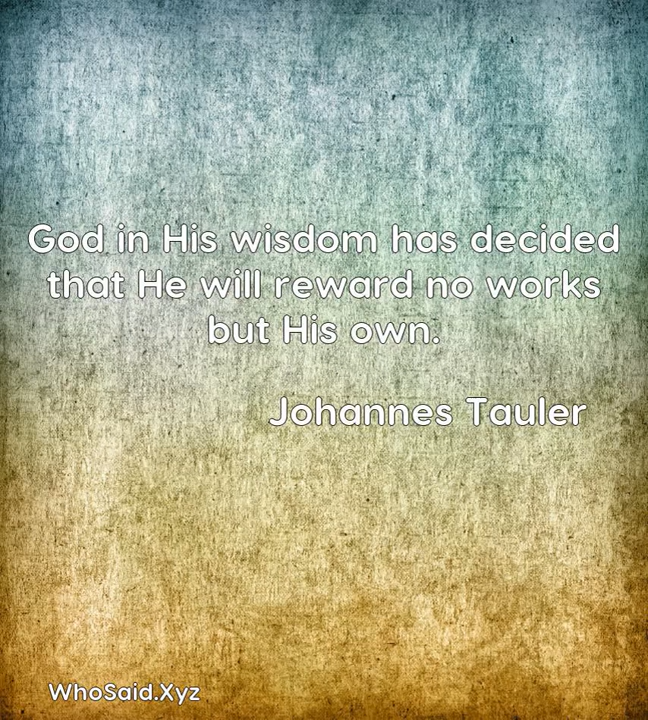 God in His wisdom has decided
that He will reward no works
but His own.
Johannes Tauler
WhoSaid.Xyz